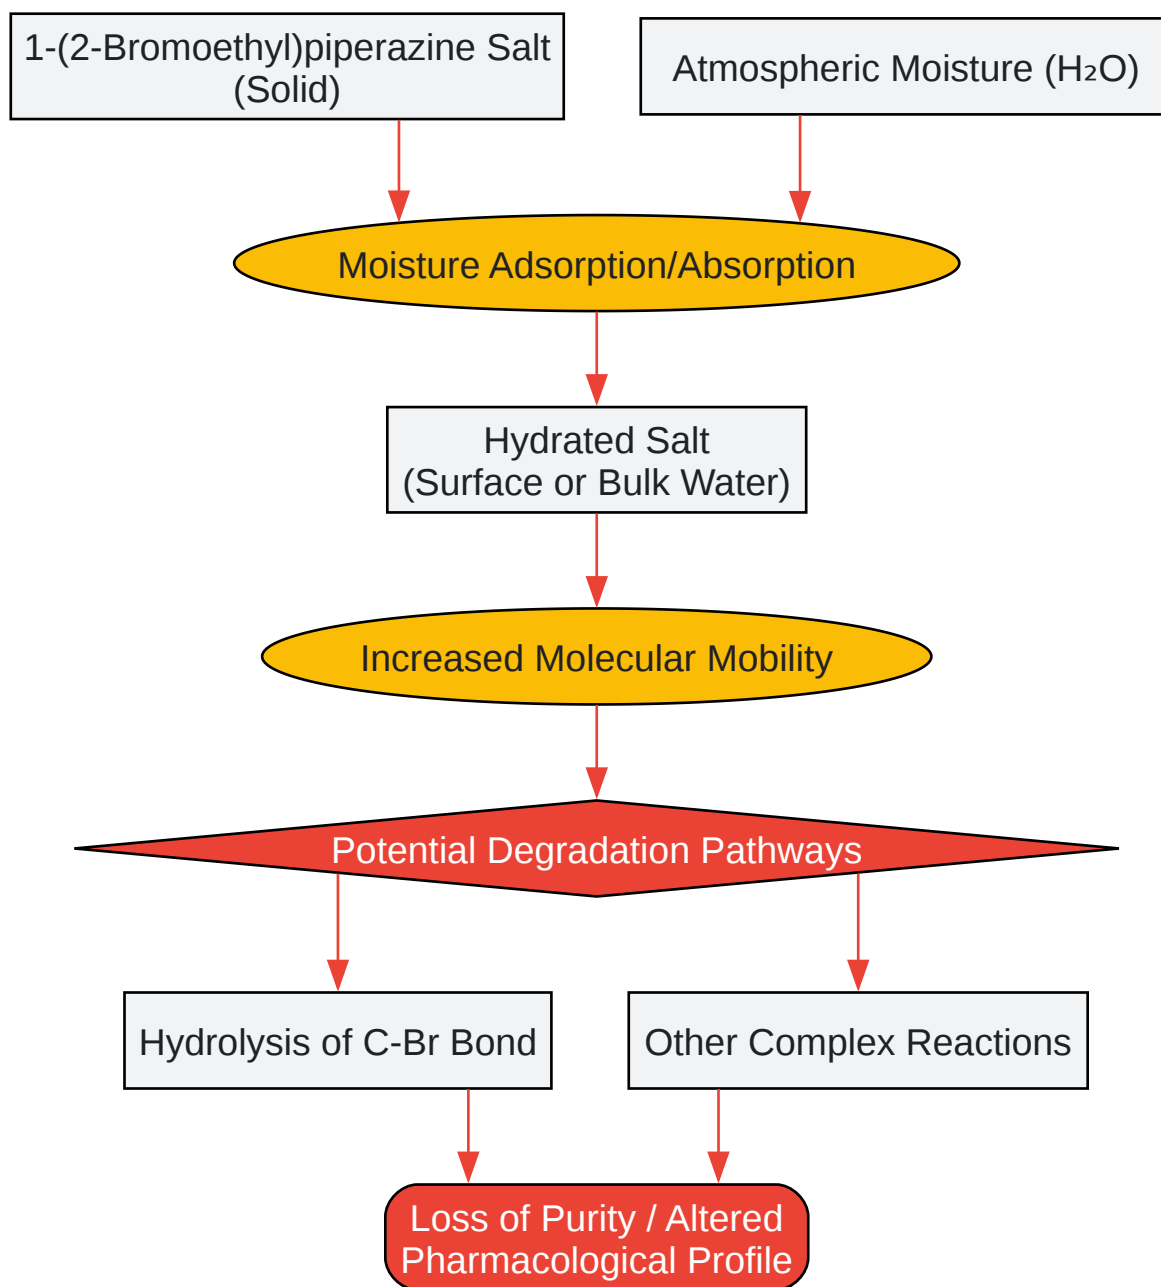 1-(2-Bromoethyl)piperazine Salt
(Solid)
Atmospheric Moisture (H₂O)
Moisture Adsorption/Absorption
Hydrated Salt
(Surface or Bulk Water)
Increased Molecular Mobility
Potential Degradation Pathways
Hydrolysis of C-Br Bond
Other Complex Reactions
Loss of Purity / Altered
Pharmacological Profile